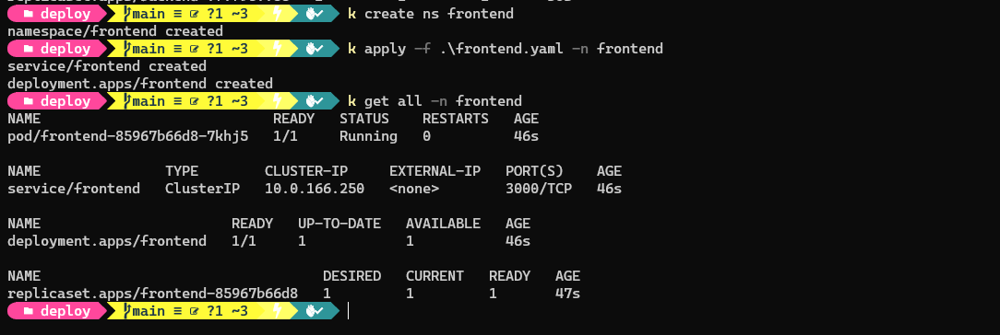 deploy main ≡ ?1 ~3 k create ns frontend
namespace/frontend created
deploy main ≡ ?1 ~3 k apply -f .\frontend.yaml -n frontend
service/frontend created
deployment.apps/frontend created
deploy main ≡ ?1 ~3 k get all -n frontend
NAME READY STATUS RESTARTS AGE
pod/frontend-85967b66d8-7khj5 1/1 Running 0 46s
NAME TYPE CLUSTER-IP EXTERNAL-IP PORT(S) AGE
service/frontend ClusterIP 10.0.166.250 <none> 3000/TCP 46s
NAME READY UP-TO-DATE AVAILABLE AGE
deployment.apps/frontend 1/1 1 1 46s
NAME DESIRED CURRENT READY AGE
replicaset.apps/frontend-85967b66d8 1 1 1 47s
deploy main ≡ ?1 ~3